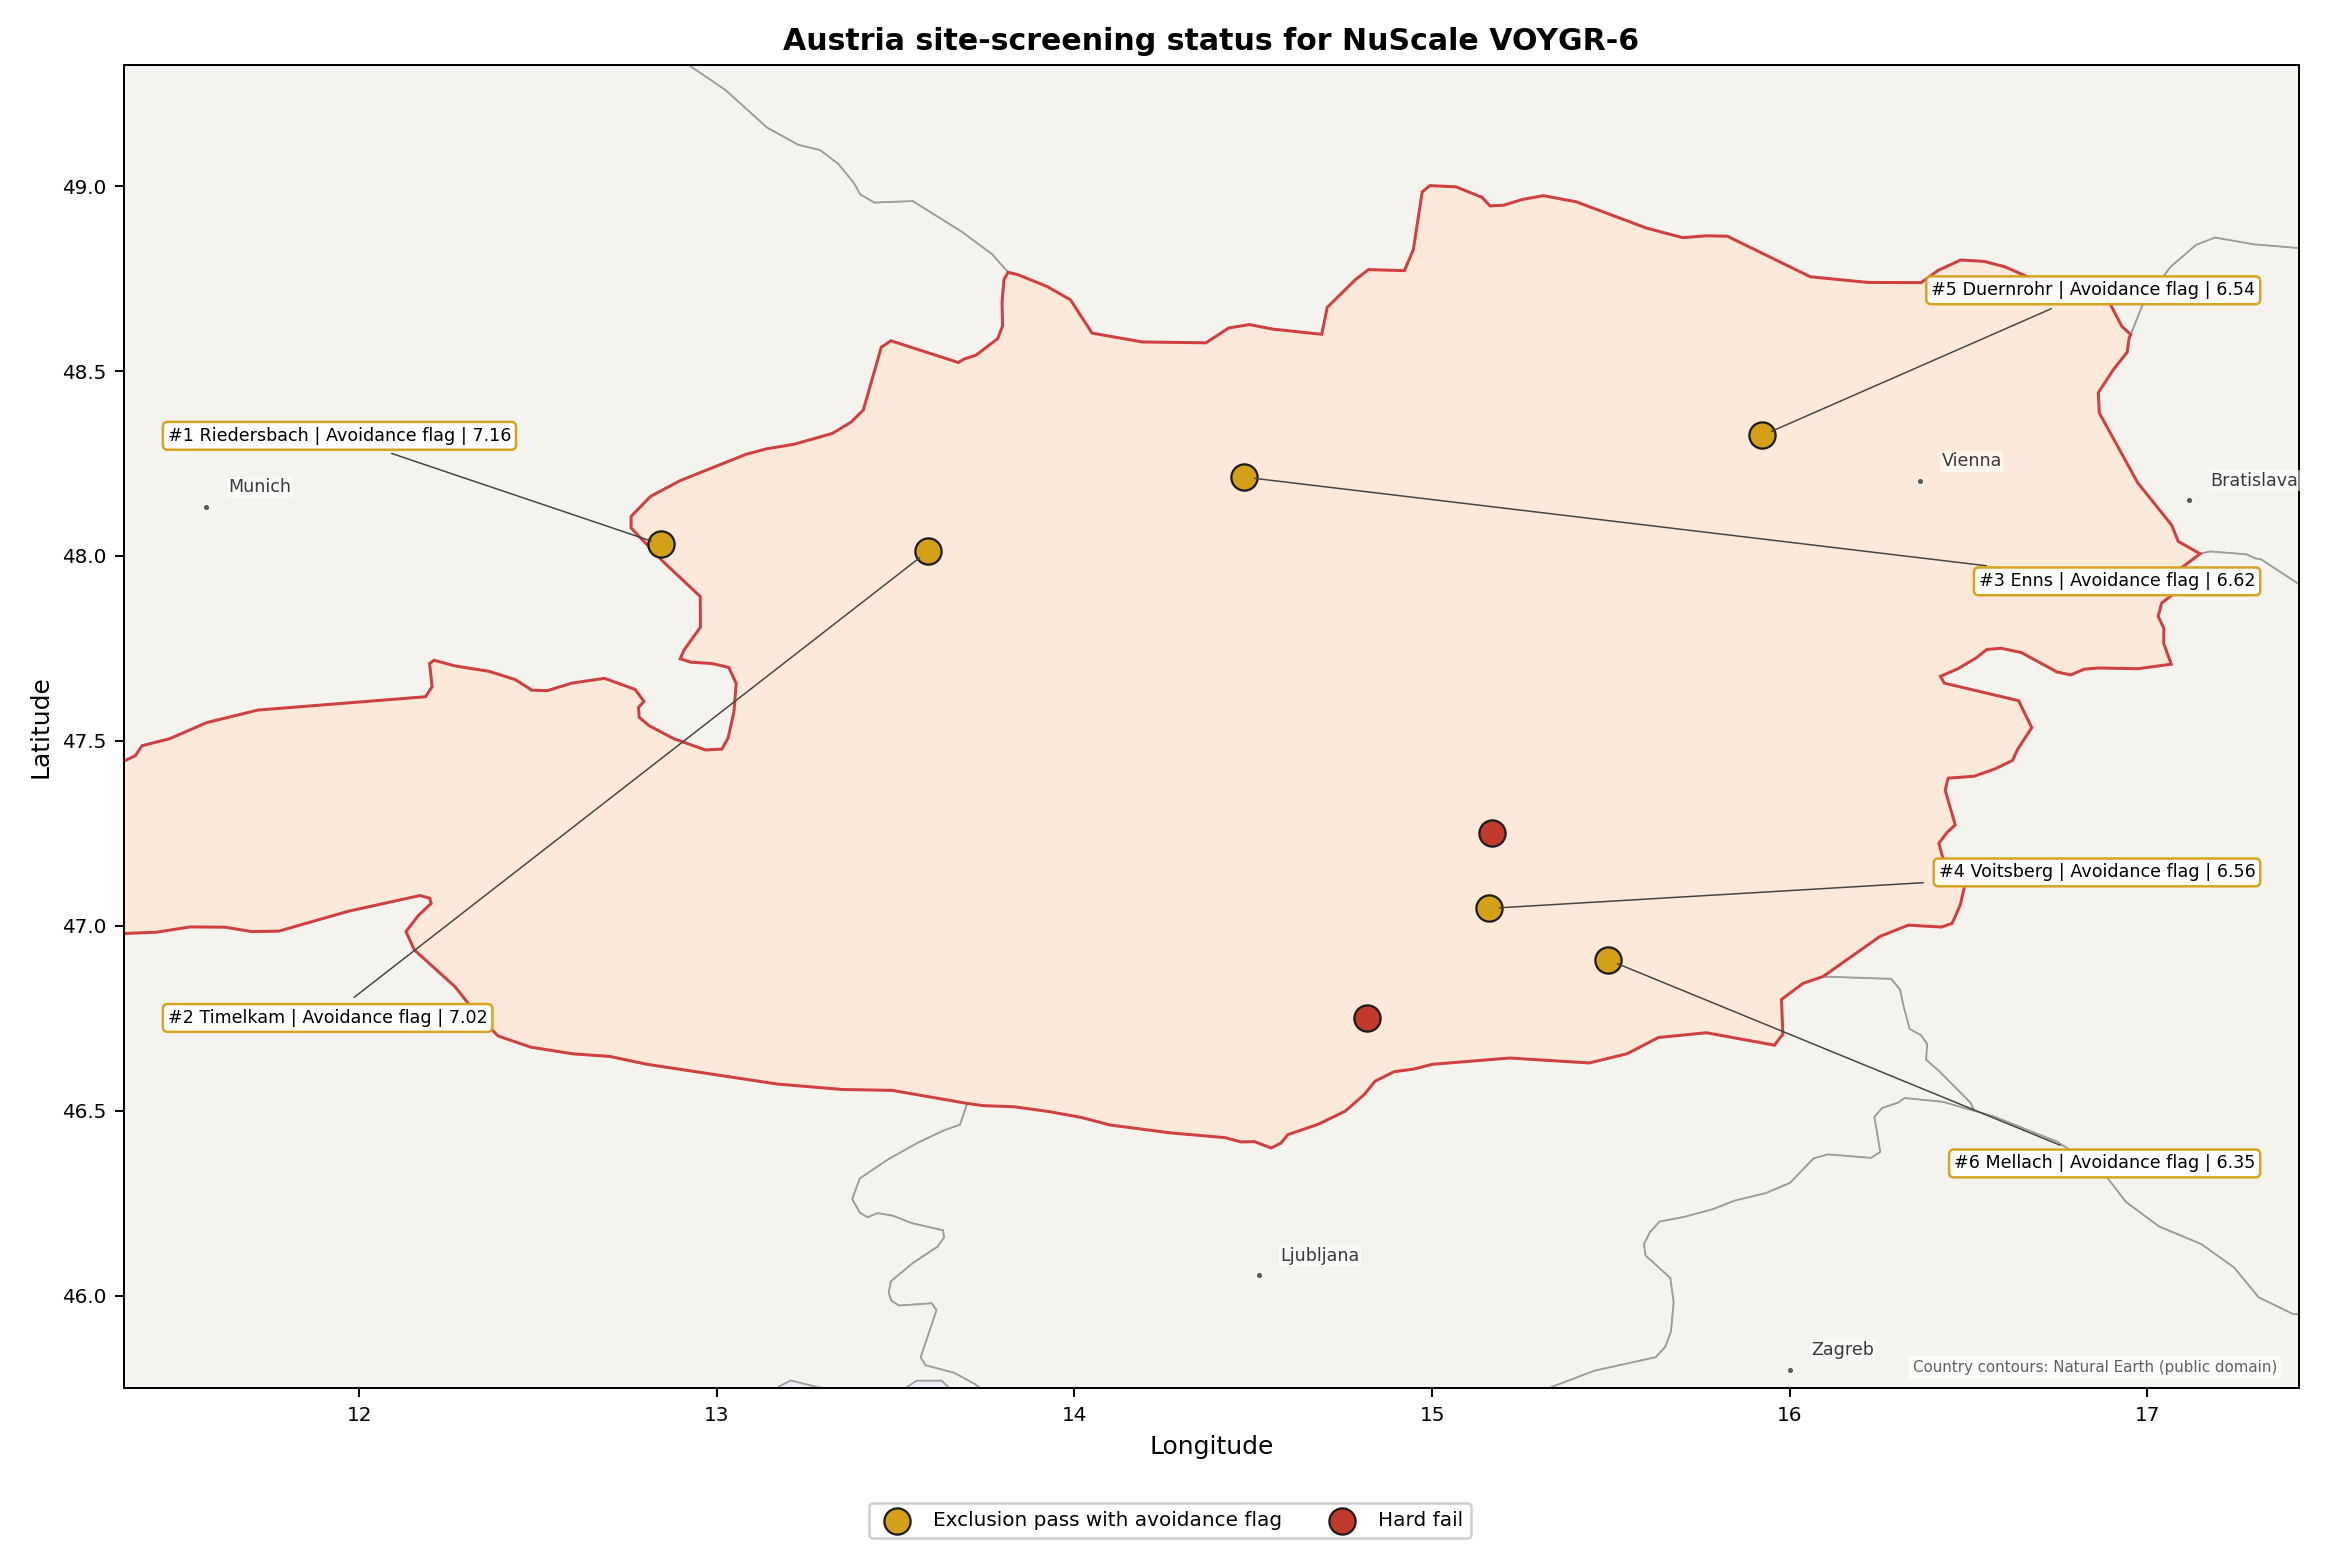 Austria site-screening status for NuScale VOYGR-6
49.0
48.5
48.0
47.5
47.0
46.5
46.0
Latitude
#5 Duernrohr | Avoidance flag | 6.54
#1 Riedersbach | Avoidance flag | 7.16
Vienna
Munich
Bratislava
#3 Enns | Avoidance flag | 6.62
#4 Voitsberg | Avoidance flag | 6.56
#2 Timelkam | Avoidance flag | 7.02
#6 Mellach | Avoidance flag | 6.35
Ljubljana
Zagreb
Country contours: Natural Earth (public domain)
12 13 14 15 16 17
Longitude
Exclusion pass with avoidance flag Hard fail